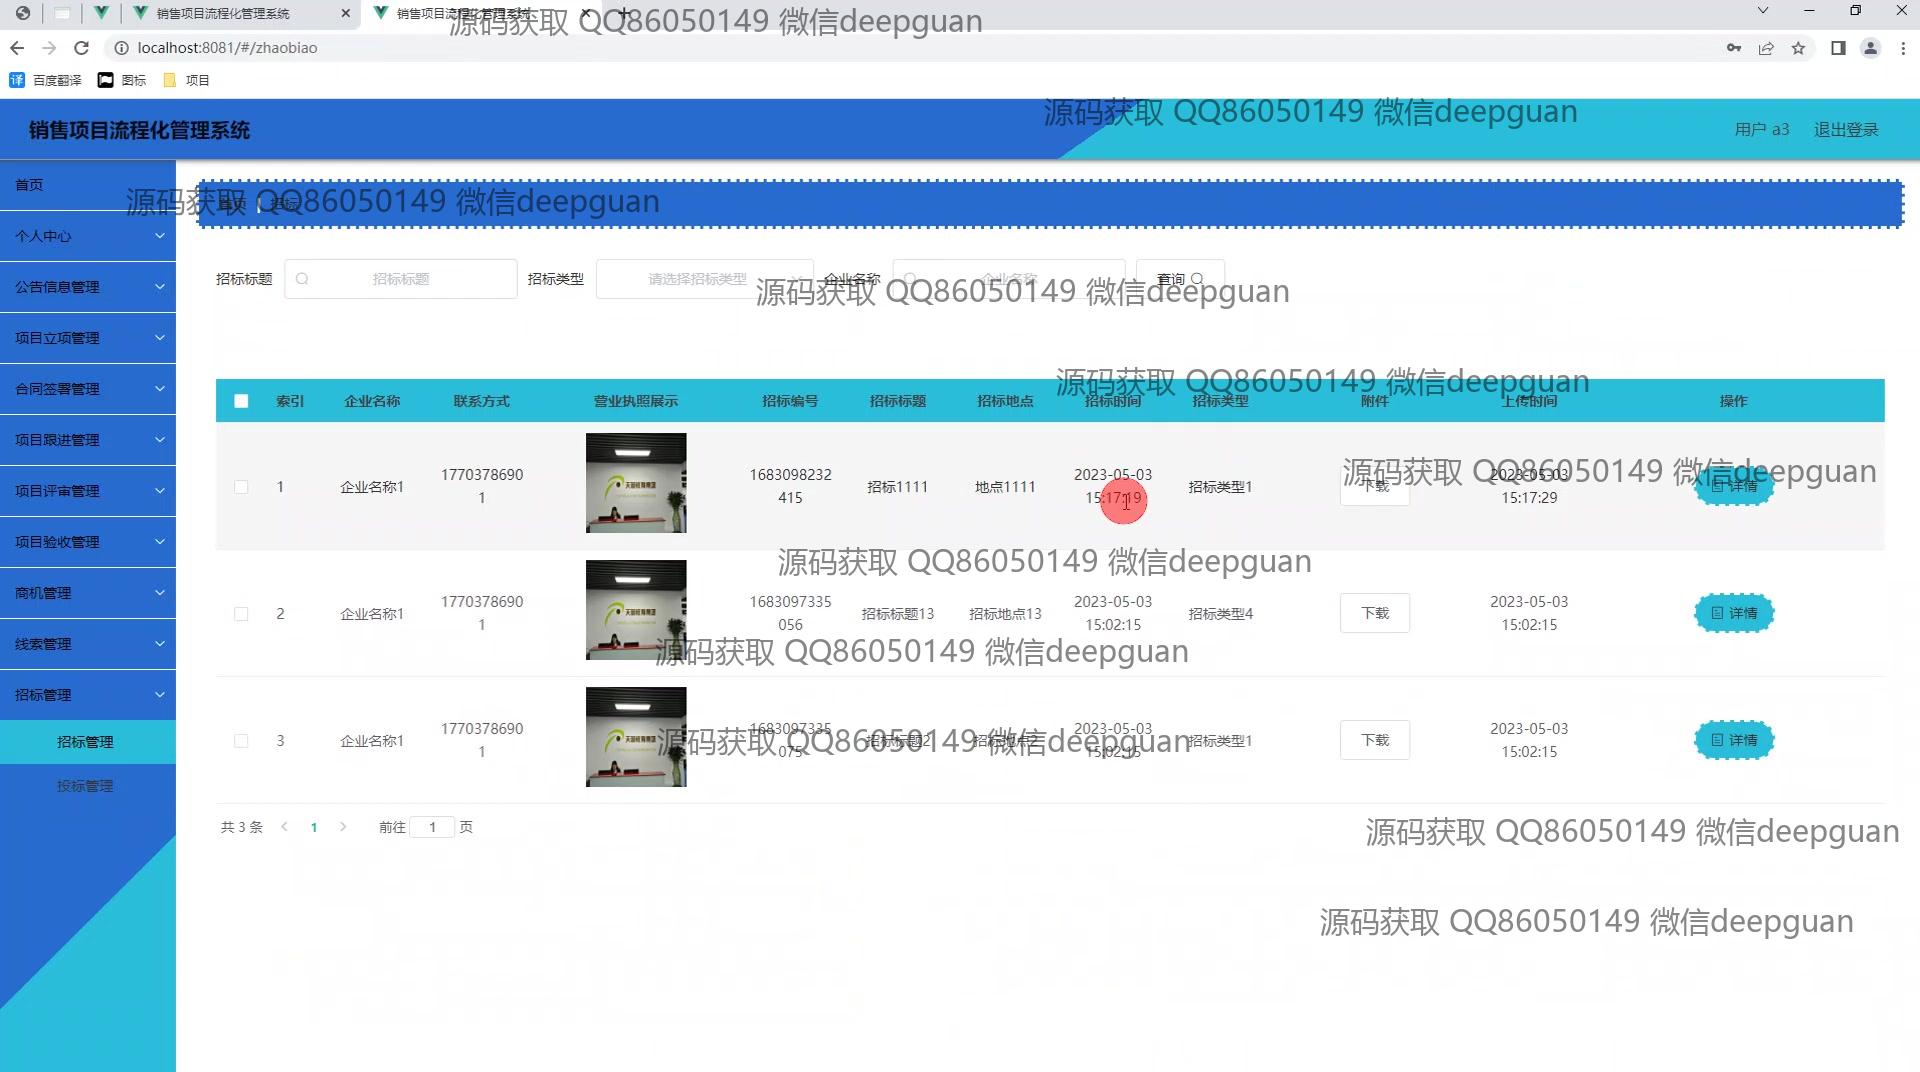 销售项目流程化管理系统
销售项目流程化管理系统
源码获取 QQ86050149 微信deepguan
localhost:8081/#/zhaobiao
百度翻译 图标 项目
源码获取 QQ86050149 微信deepguan
销售项目流程化管理系统
用户 a3 退出登录
首页
源码获取 QQ86050149 微信deepguan
首页 招标
个人中心
公告信息管理
项目立项管理
合同签署管理
项目跟进管理
项目评审管理
项目验收管理
商机管理
线索管理
招标管理
招标管理
投标管理
招标标题 招标标题 招标类型 请选择招标类型 企业名称 企业名称 查询
源码获取 QQ86050149 微信deepguan
源码获取 QQ86050149 微信deepguan
索引 企业名称 联系方式 营业执照展示 招标编号 招标标题 招标地点 招标时间 招标类型 附件 上传时间 操作
1 企业名称1 1770378690
1 1683098232
415 招标1111 地点1111 2023-05-03
15:17:19 招标类型1 下载 2023-05-03
15:17:29 详情
源码获取 QQ86050149 微信deepguan
源码获取 QQ86050149 微信deepguan
2 企业名称1 1770378690
1 1683097335
056 招标标题13 招标地点13 2023-05-03
15:02:15 招标类型4 下载 2023-05-03
15:02:15 详情
源码获取 QQ86050149 微信deepguan
3 企业名称1 1770378690
1 1683097335
075 招标标题2 招标地点2 2023-05-03
15:02:15 招标类型1 下载 2023-05-03
15:02:15 详情
源码获取 QQ86050149 微信deepguan
共 3 条 1 前往 1 页
源码获取 QQ86050149 微信deepguan
源码获取 QQ86050149 微信deepguan